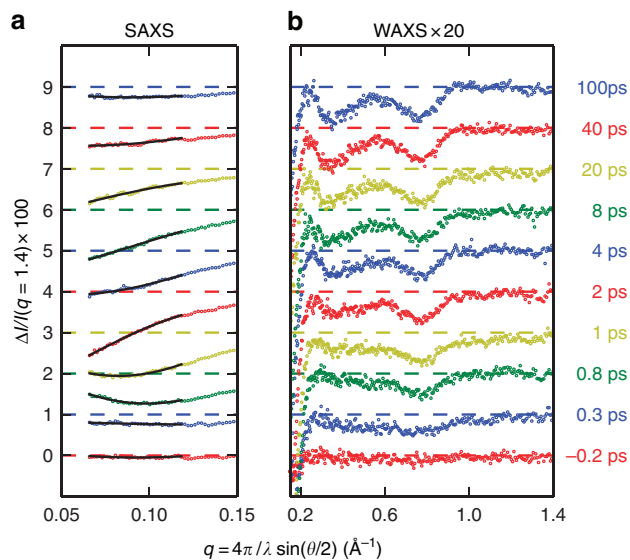 a SAXS
b WAXS × 20
ΔI/I(q = 1.4) × 100
9
8
7
6
5
4
3
2
1
0
100ps
40 ps
20 ps
8 ps
4 ps
2 ps
1 ps
0.8 ps
0.3 ps
−0.2 ps
0.05 0.10 0.15
0.2 0.6 1.0 1.4
q = 4π/λ sin(θ/2) (Å⁻¹)